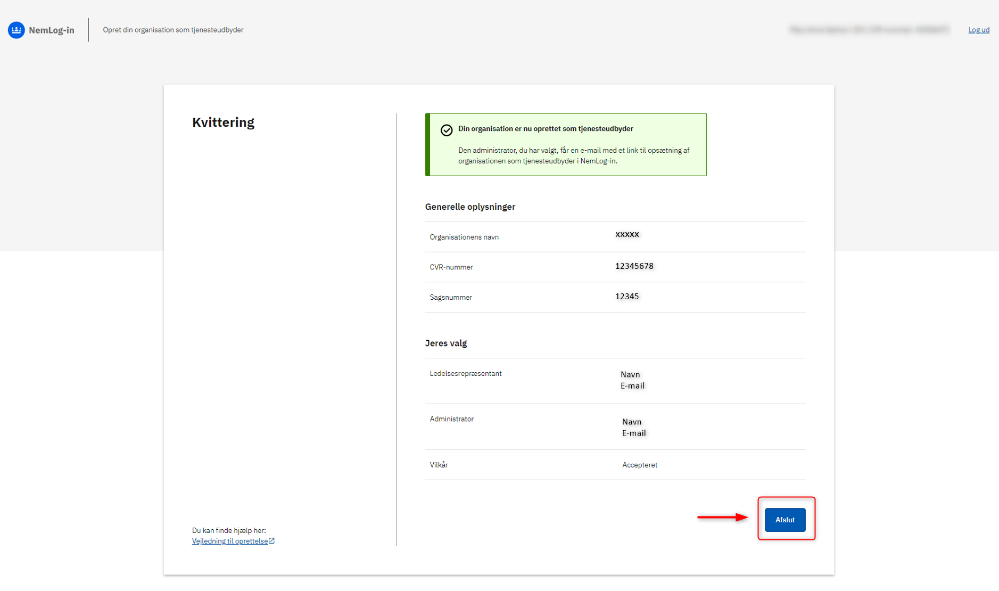 NemLog-in
Opret din organisation som tjenesteudbyder
Log ud
Kvittering
Din organisation er nu oprettet som tjenesteudbyder
Den administrator, du har valgt, får en e-mail med et link til opsætning af
organisationen som tjenesteudbyder i NemLog-in.
Generelle oplysninger
Organisationens navn xxxxx
CVR-nummer 12345678
Sagsnummer 12345
Jeres valg
Ledelsesrepræsentant Navn
E-mail
Administrator Navn
E-mail
Vilkår Accepteret
Afslut
Du kan finde hjælp her:
Vejledning til oprettelse